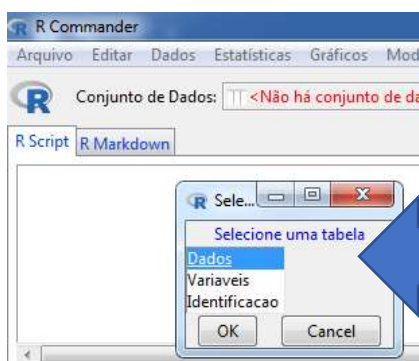 R Commander
Arquivo Editar Dados Estatísticas Gráficos Mod
R Conjunto de Dados: <Não há conjunto de da
R Script R Markdown
Sele...
Selecione uma tabela
Dados
Variaveis
Identificacao
OK Cancel